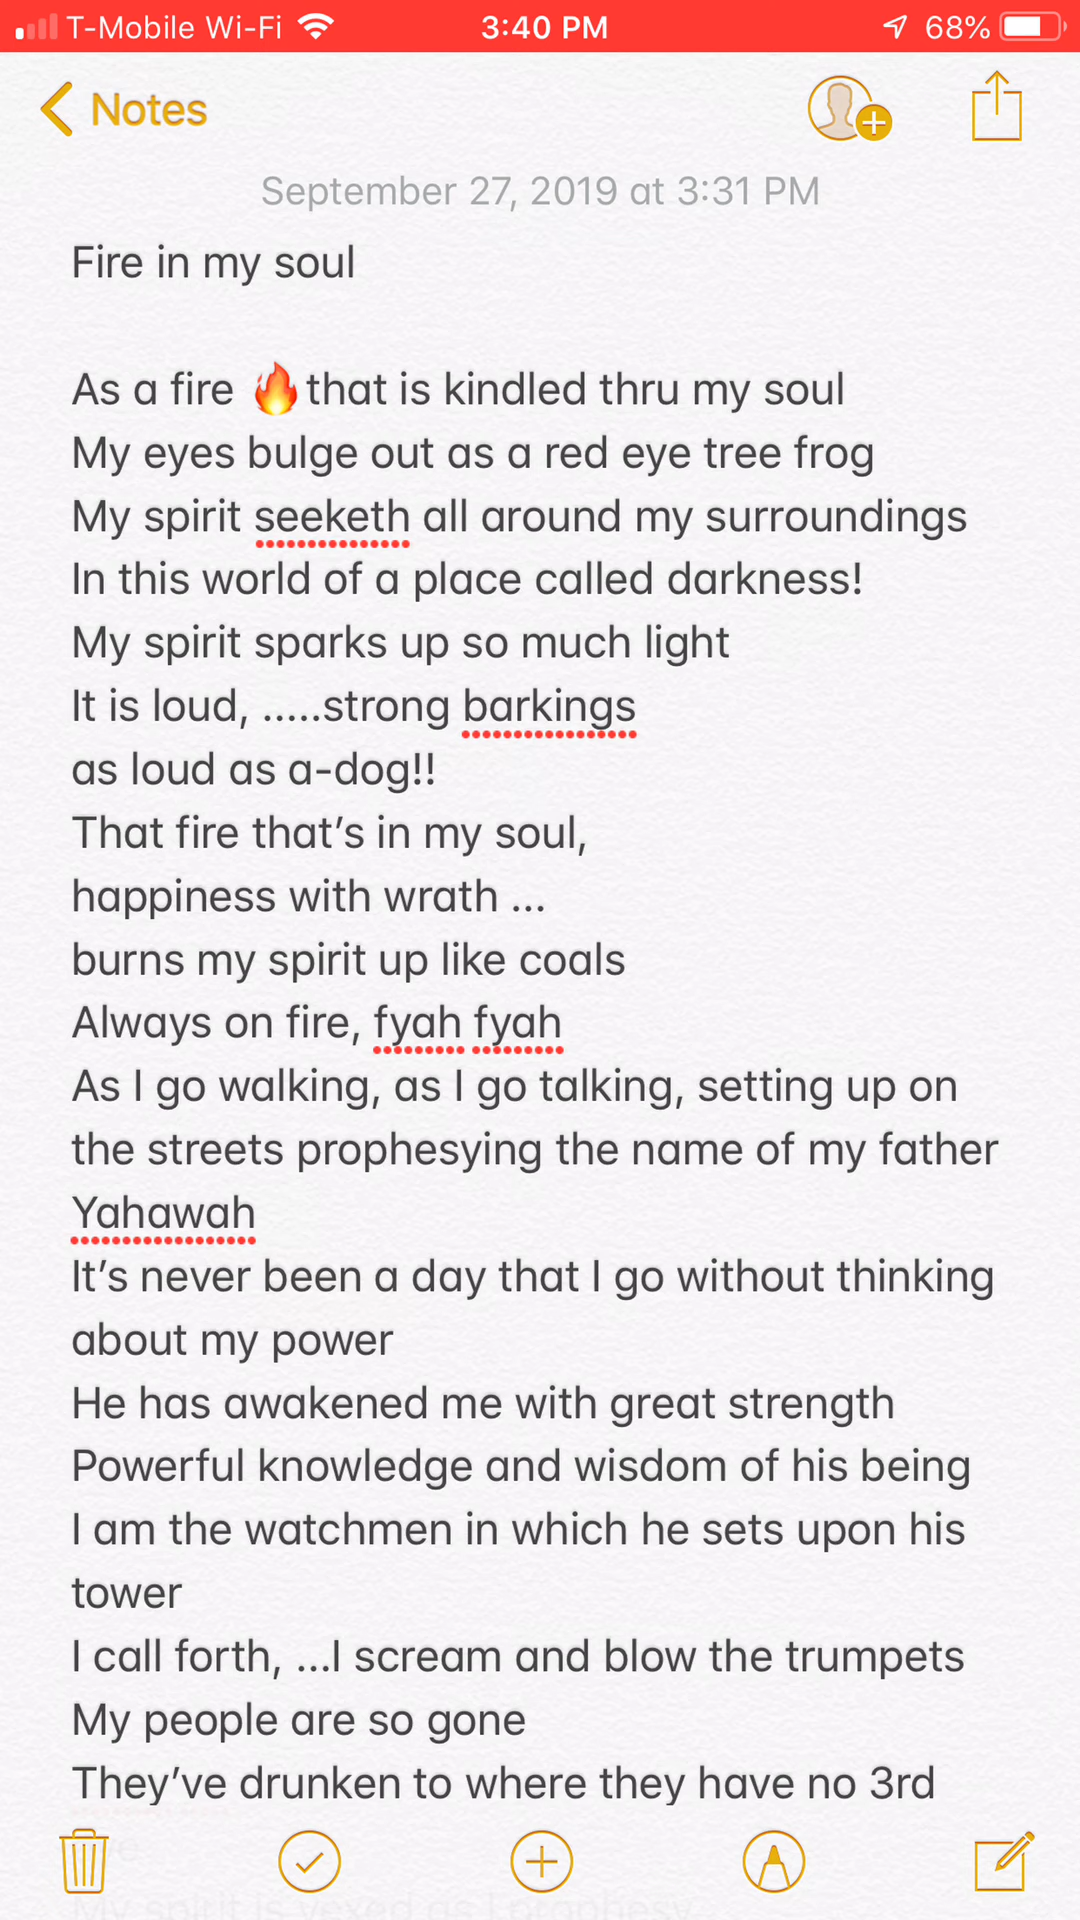 T-Mobile Wi-Fi 3:40 PM 68%
Notes
September 27, 2019 at 3:31 PM
Fire in my soul
As a fire 🔥that is kindled thru my soul
My eyes bulge out as a red eye tree frog
My spirit seeketh all around my surroundings
In this world of a place called darkness!
My spirit sparks up so much light
It is loud, .....strong barkings
as loud as a-dog!!
That fire that’s in my soul,
happiness with wrath ...
burns my spirit up like coals
Always on fire, fyah fyah
As I go walking, as I go talking, setting up on
the streets prophesying the name of my father
Yahawah
It’s never been a day that I go without thinking
about my power
He has awakened me with great strength
Powerful knowledge and wisdom of his being
I am the watchmen in which he sets upon his
tower
I call forth, ...I scream and blow the trumpets
My people are so gone
They’ve drunken to where they have no 3rd
My spirit is vexed as I prophesy